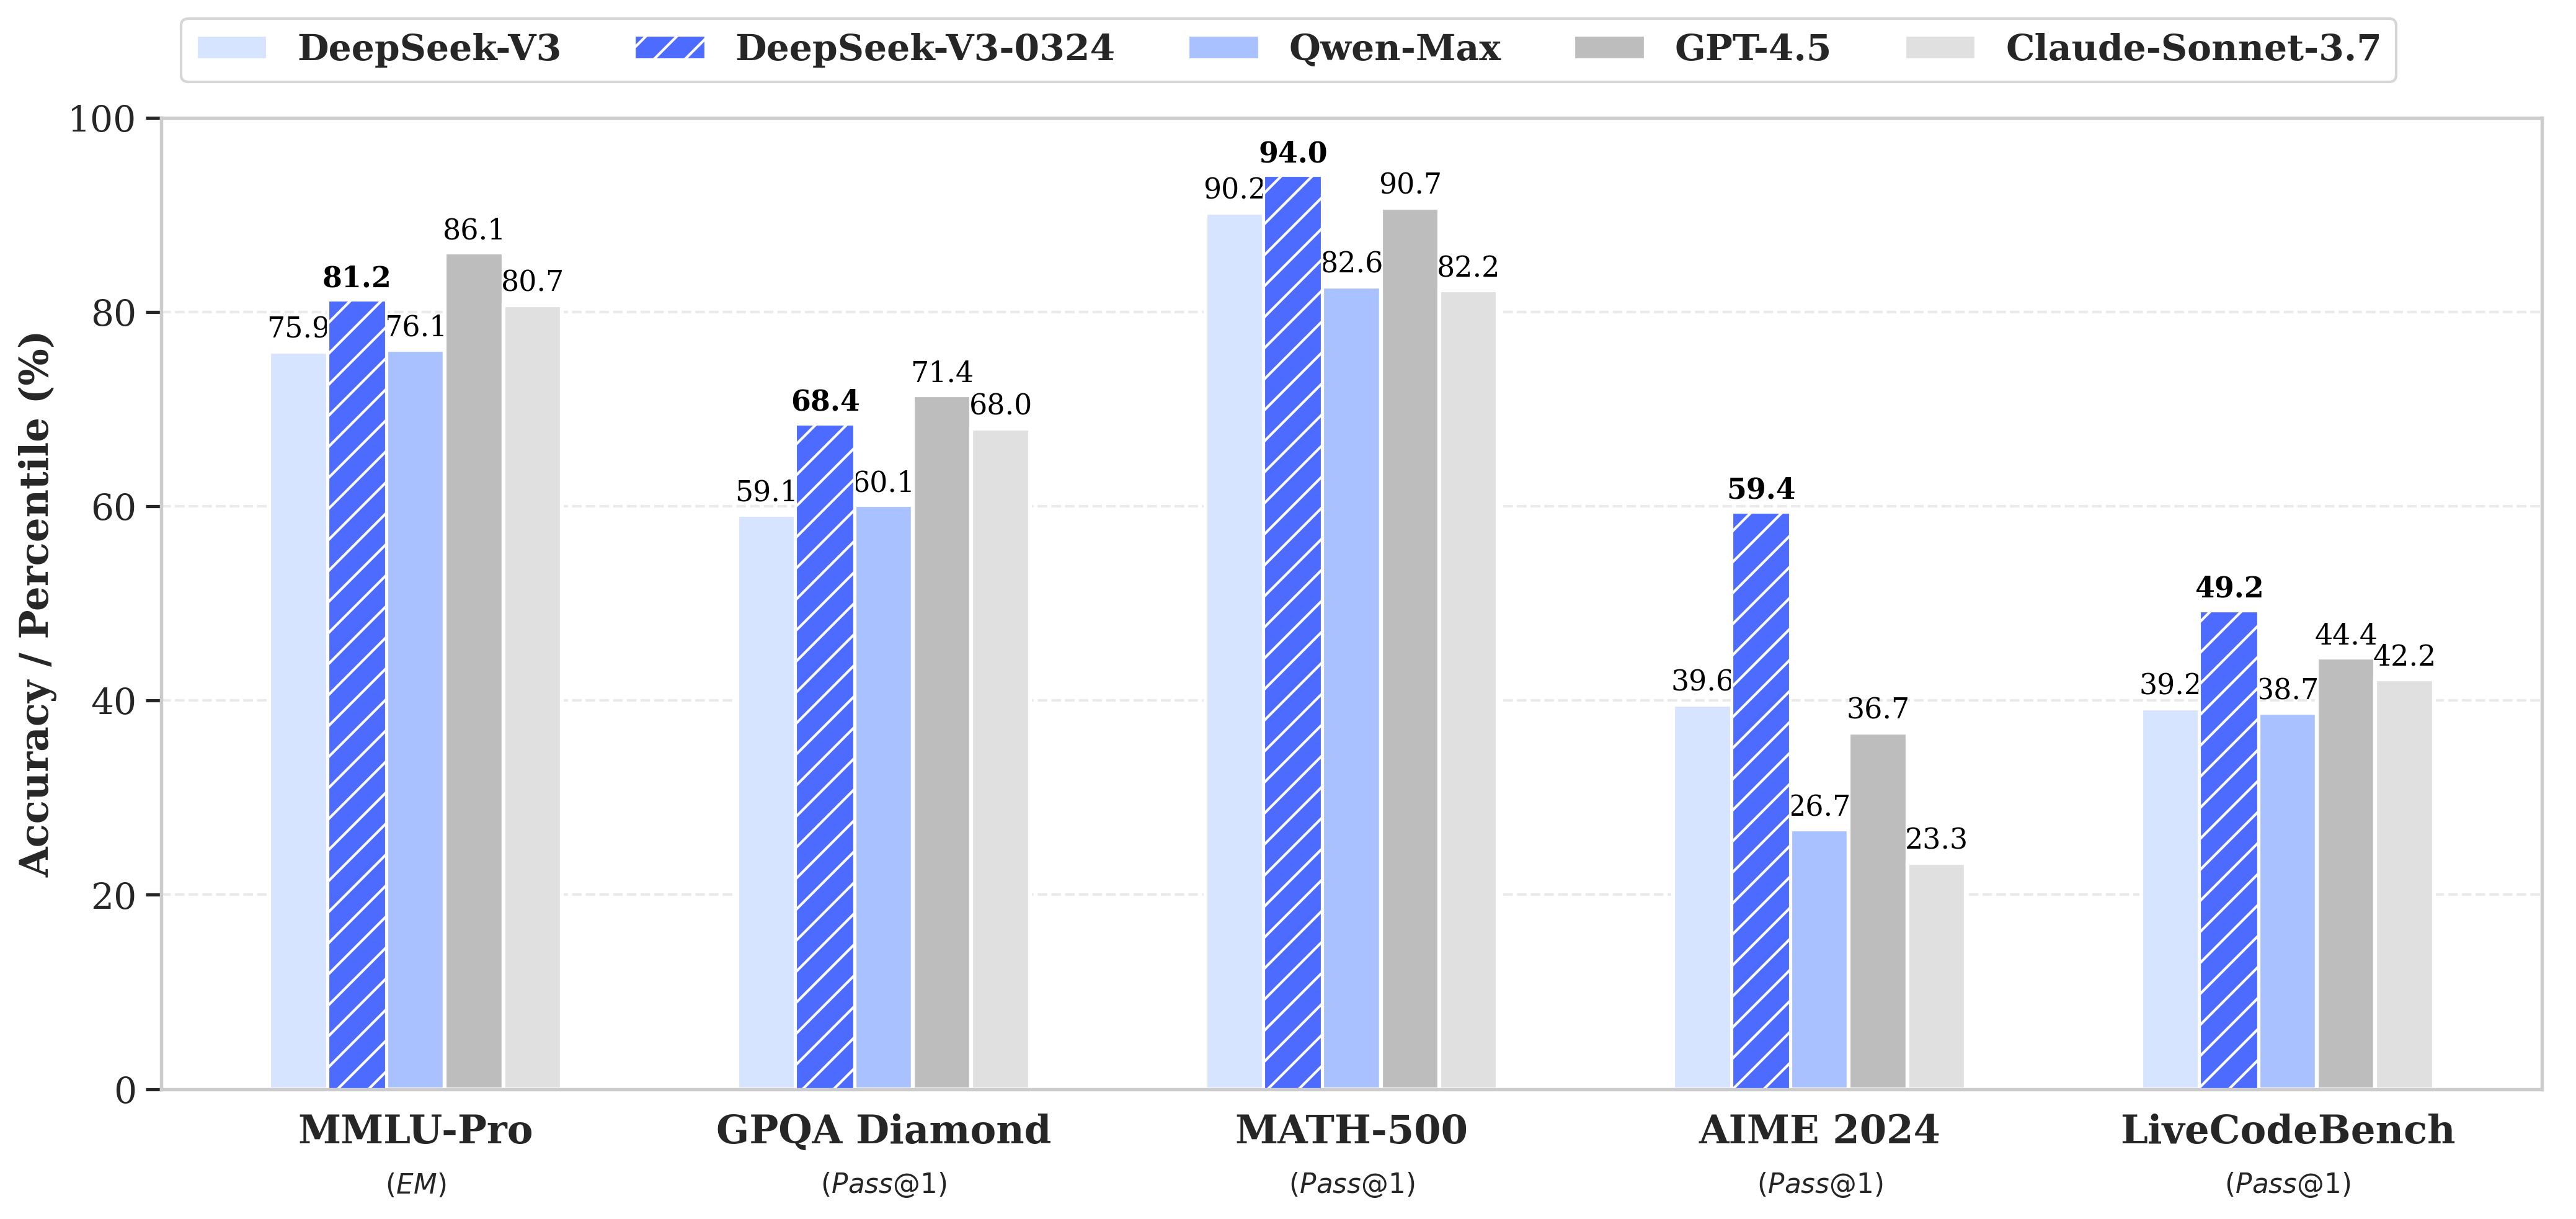 DeepSeek-V3 DeepSeek-V3-0324 Qwen-Max GPT-4.5 Claude-Sonnet-3.7
Accuracy / Percentile (%)
100
80
60
40
20
0
75.9 81.2 76.1 86.1 80.7
59.1 68.4 60.1 71.4 68.0
90.2 94.0 82.6 90.7 82.2
39.6 59.4 26.7 36.7 23.3
39.2 49.2 38.7 44.4 42.2
MMLU-Pro GPQA Diamond MATH-500 AIME 2024 LiveCodeBench
(EM) (Pass@1) (Pass@1) (Pass@1) (Pass@1)